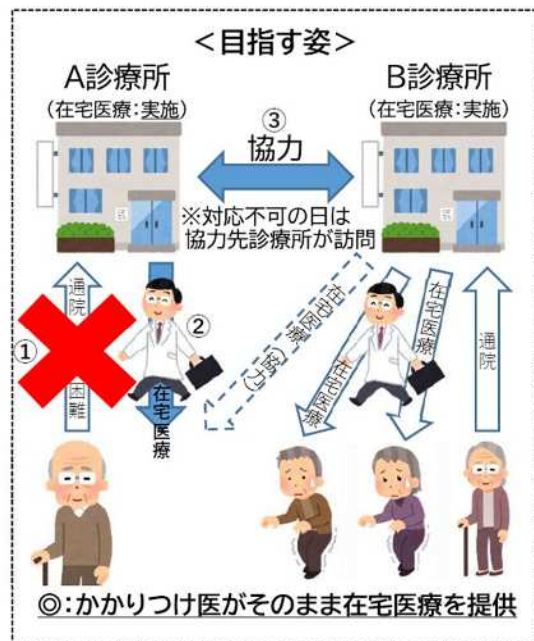 ＜目指す姿＞
A診療所
(在宅医療:実施)
B診療所
(在宅医療:実施)
③
協力
※対応不可の日は
協力先診療所が訪問
①
通院
困難
②
在宅医療
在宅医療(協力)
在宅医療
在宅医療
通院
◎:かかりつけ医がそのまま在宅医療を提供